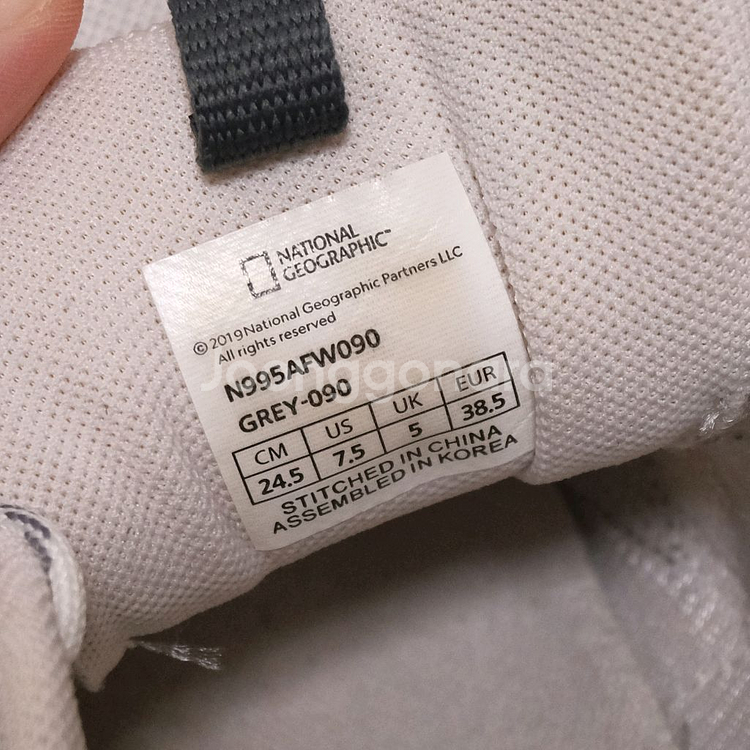 NATIONAL
GEOGRAPHIC™
©2019 National Geographic Partners LLC
All rights reserved
N995AFW090
GREY-090
CM US UK EUR
24.5 7.5 5 38.5
STITCHED IN CHINA
ASSEMBLED IN KOREA
Joonggonara